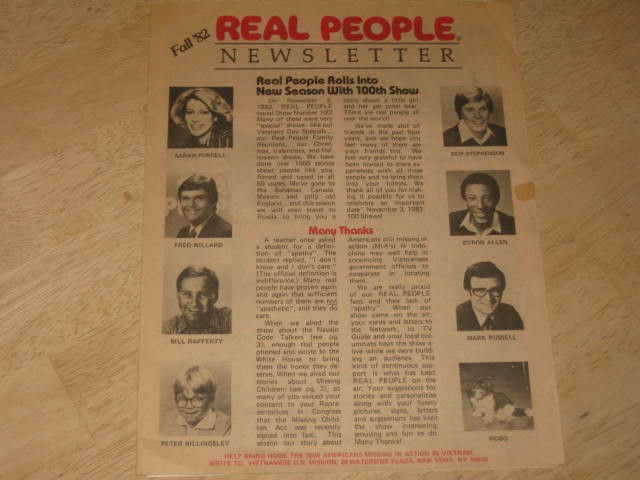 Fall '82
REAL PEOPLE®
NEWSLETTER
Real People Rolls Into
New Season With 100th Show
On November 3,
1982, REAL PEOPLE
taped Show Number 100!
Many of these were very
"special" shows- like our
Veterans Day Specials...
our Real People Family
Reunions... our Christ-
mas, Valentines, and Hal-
loween shows. We have
done over 1000 stories
about people like you,
filmed and taped in all
50 states. We've gone to
the Bahamas, Canada,
Mexico and jolly old
England... and this season
we will even travel to
Russia to bring you a
story about a little girl
and her pet polar bear.
There are real people all
over the world!
We've made alot of
friends in the past four
years, and we hope you
feel many of them are
your friends too. We
feel very grateful to have
been invited to share ex-
periences with all these
people and to bring them
into your homes. We
thank all of you for mak-
ing it possible for us to
celebrate an important
date - November 3, 1982:
100 Shows!
SARAH PURCELL
FRED WILLARD
BILL RAFFERTY
PETER BILLINGSLEY
SKIP STEPHENSON
BYRON ALLEN
MARK RUSSELL
HOBO
Many Thanks
A teacher once asked
a student for a defini-
tion of "apathy". The
student replied, "I don't
know and I don't care."
(The official definition is
indifference.) Many real
people have proven again
and again that sufficient
numbers of them are not
"apathetic", and they do
care.
When we aired the
show about the Navajo
Code Talkers (see pg.
3), enough real people
phoned and wrote to the
White House to bring
them the honor they de-
serve. When we aired our
stories about Missing
Children (see pg. 3), so
many of you voiced your
concern to your Repre-
sentatives in Congress
that the Missing Child-
ren Act was recently
signed into law. This
season our story about
Americans still missing in
action (MIA's) in Indo-
china may well help in
convincing Vietnamese
government officials to
cooperate in locating
them.
We are really proud
of our REAL PEOPLE
fans and their lack of
"apathy". When our
show came on the air,
your cards and letters to
the Network, to TV
Guide and your local col-
umnists kept the show a-
live while we were build-
ing an audience. This
kind of continuous sup-
port is what has kept
REAL PEOPLE on the
air. Your suggestions for
stories and personalities
along with your funny
pictures, signs, letters
and suggestions has kept
the show interesting,
amusing and fun to do.
Many Thanks!
HELP BRING HOME THE 2500 AMERICANS MISSING IN ACTION IN VIETNAM.
WRITE TO: VIETNAMESE U.N. MISSION, 20 WATERSIDE PLAZA, NEW YORK, NY 10010